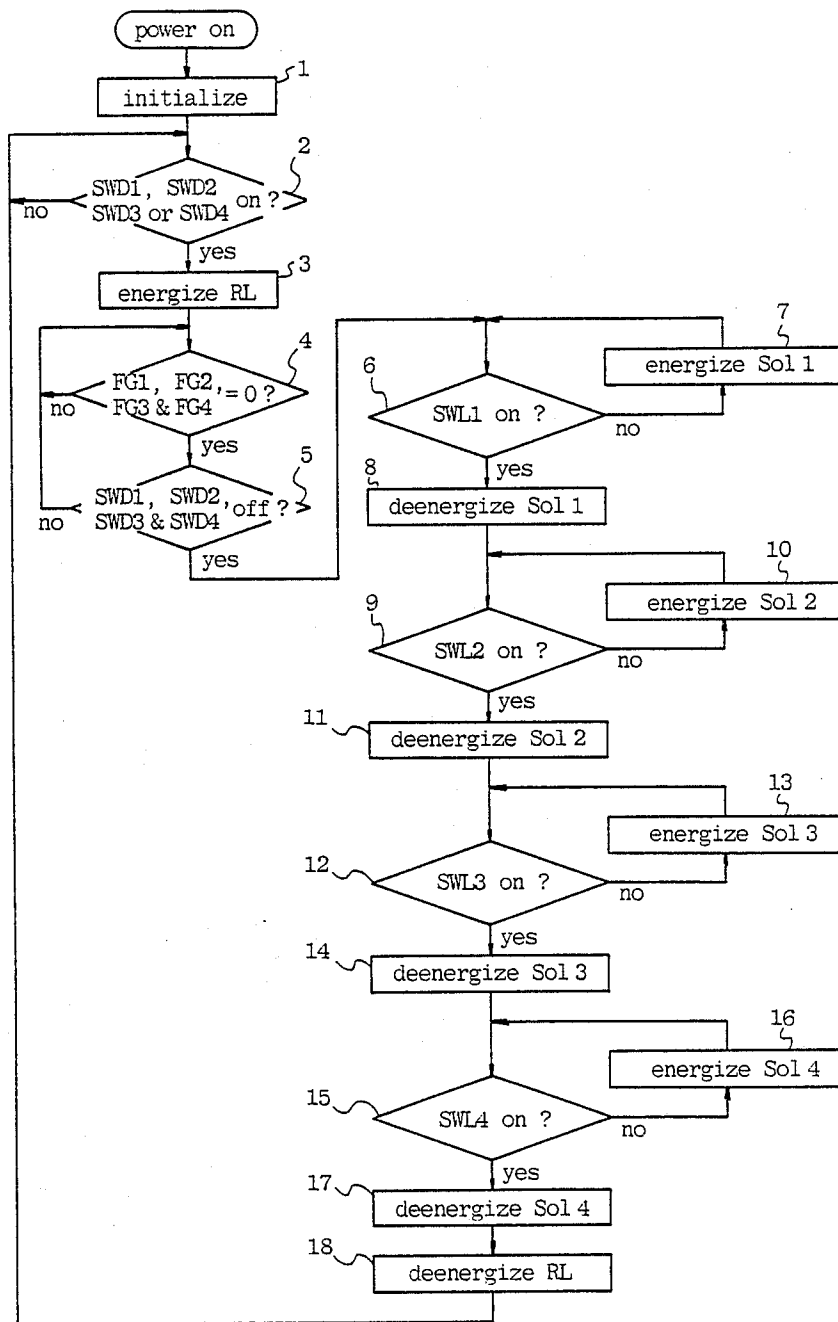 power on
1
initialize
2
SWD1, SWD2
SWD3 or SWD4 on ?
no
yes
3
energize RL
4
FG1, FG2, = 0 ?
FG3 & FG4
no
yes
5
SWD1, SWD2, off ?
SWD3 & SWD4
no
yes
6
SWL1 on ?
no
7
energize Sol 1
yes
8
deenergize Sol 1
9
SWL2 on ?
no
10
energize Sol 2
yes
11
deenergize Sol 2
12
SWL3 on ?
no
13
energize Sol 3
yes
14
deenergize Sol 3
15
SWL4 on ?
no
16
energize Sol 4
yes
17
deenergize Sol 4
18
deenergize RL